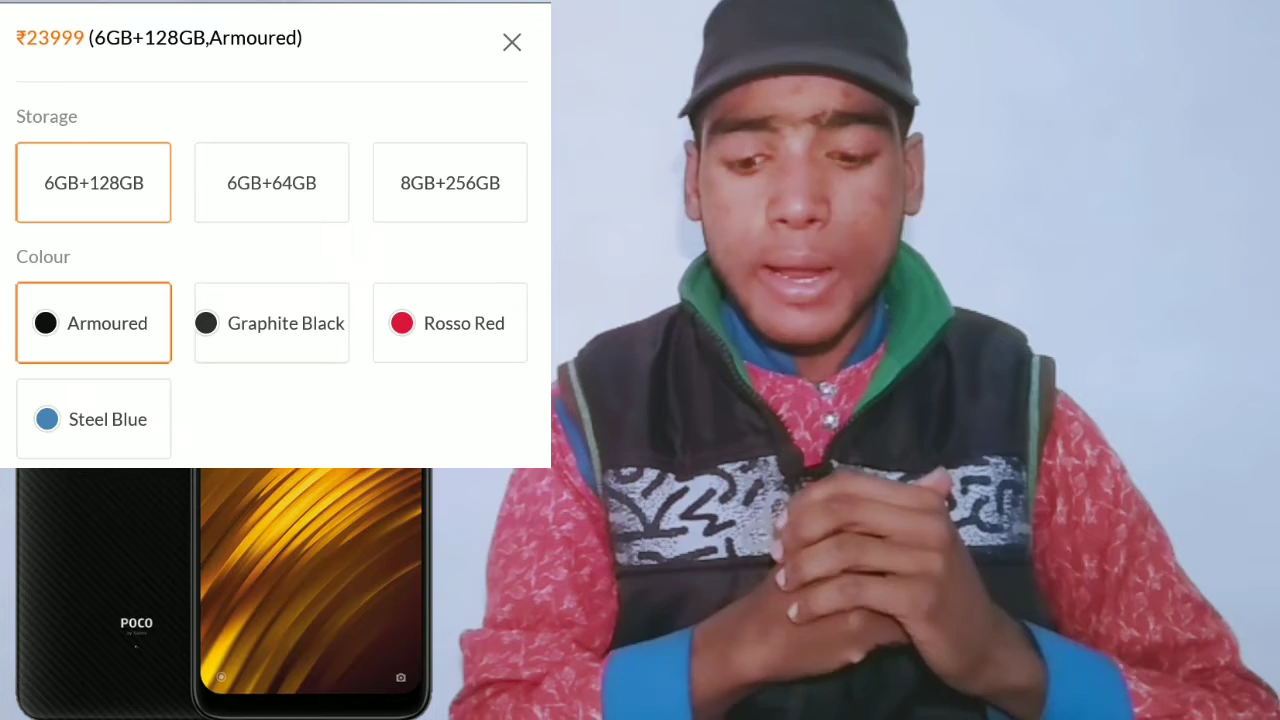 ₹23999 (6GB+128GB,Armoured)
Storage
6GB+128GB 6GB+64GB 8GB+256GB
Colour
Armoured Graphite Black Rosso Red
Steel Blue
POCO